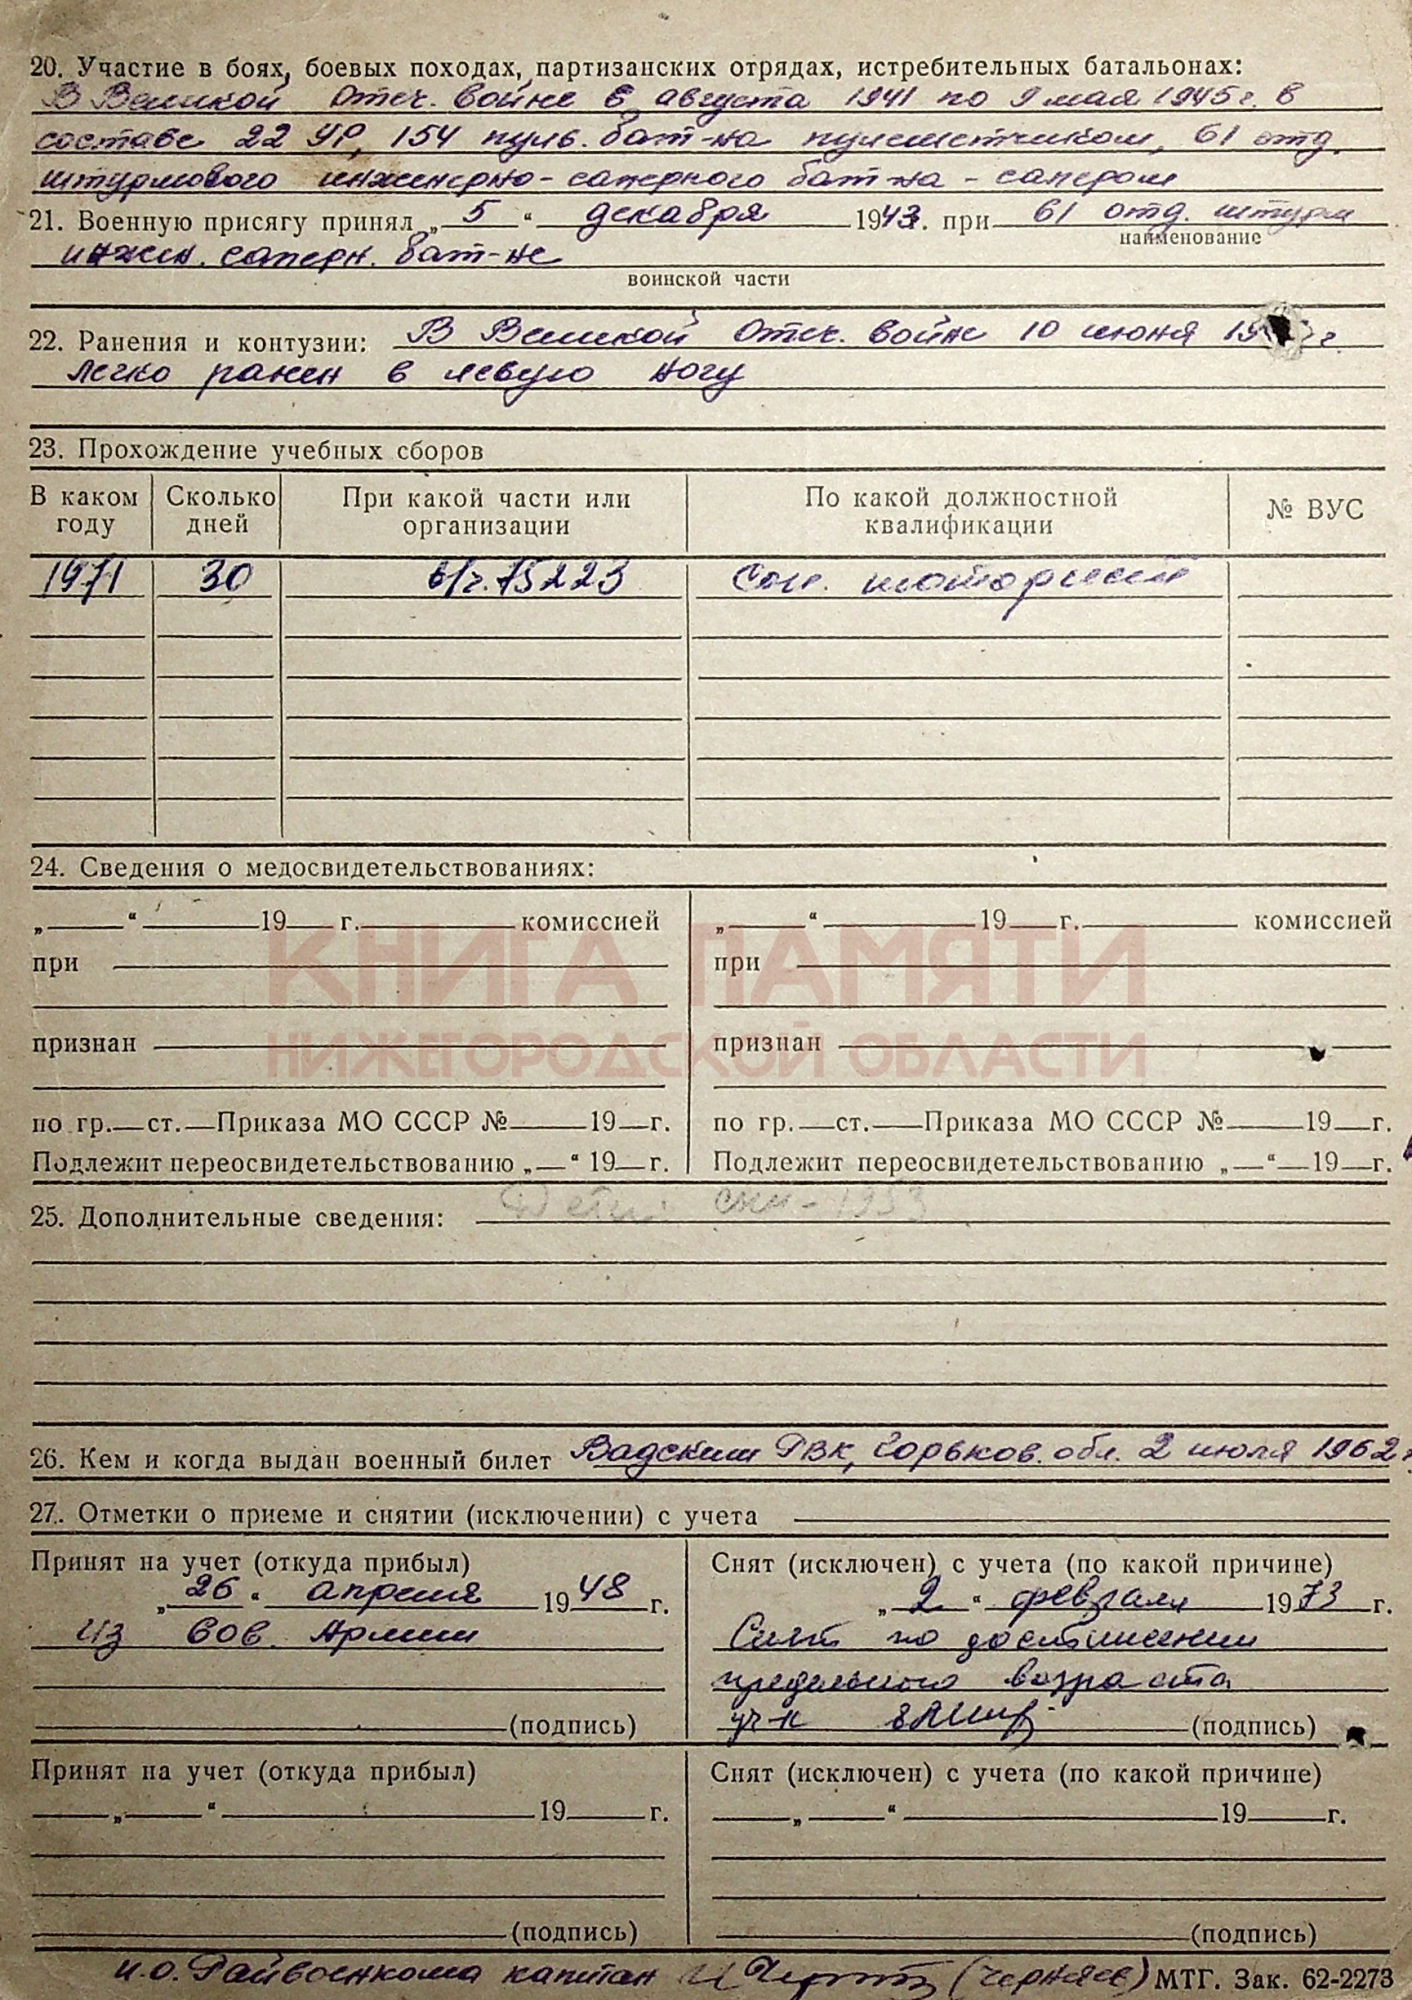 20. Участие в боях, боевых походах, партизанских отрядах, истребительных батальонах:
В Великой Отеч. войне с августа 1941 по 9 мая 1945 г. в
составе 22 УР, 154 пуль. бат-на пулеметчиком, 61 отд.
штурмового инженерно-саперного бат-на - сапером
21. Военную присягу принял „5“ декабря 1943г. при 61 отд. штурм
наименование
инжен. саперн. бат-не
воинской части
22. Ранения и контузии: В Великой Отеч. войне 10 июня г.
легко ранен в левую ногу
23. Прохождение учебных сборов
В каком году Сколько дней При какой части или организации По какой должностной квалификации № ВУС
1971 30 в/ч. 75223
24. Сведения о медосвидетельствованиях:
„ “ 19 г. комиссией „ “ 19 г. комиссией
при при
КНИГА ПАМЯТИ
признан признан
НИЖЕГОРОДСКОЙ ОБЛАСТИ
по гр. ст. Приказа МО СССР № 19 г. по гр. ст. Приказа МО СССР № 19 г.
Подлежит переосвидетельствованию „ “ 19 г. Подлежит переосвидетельствованию „ “ 19 г.
Дети: сын - 1953
25. Дополнительные сведения:
26. Кем и когда выдан военный билет Вадским РВК, Горьков. обл. 2 июля 1962 г
27. Отметки о приеме и снятии (исключении) с учета
Принят на учет (откуда прибыл) Снят (исключен) с учета (по какой причине)
„26“ апреля 1948 г. „2“ февраля 1973 г.
из Сов. Армии Снят по достижении
предельного возраста
(подпись) (подпись)
Принят на учет (откуда прибыл) Снят (исключен) с учета (по какой причине)
„ “ 19 г. „ “ 19 г.
(подпись) (подпись)
и.о. Райвоенкома капитан (Черняев) МТГ. Зак. 62-2273